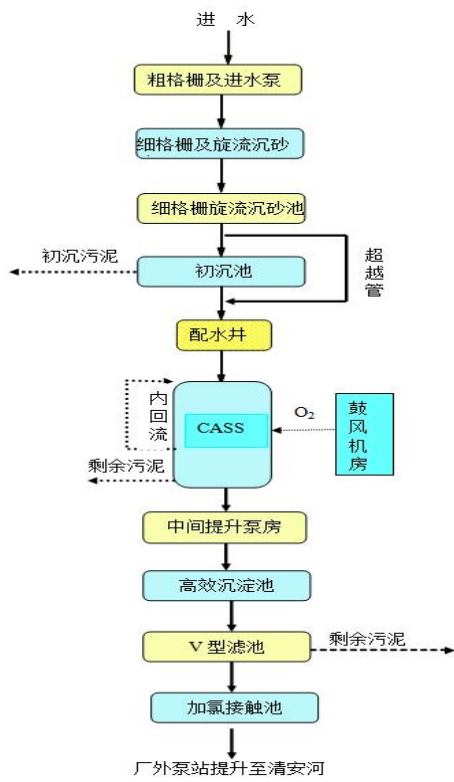 进 水
粗格栅及进水泵
细格栅及旋流沉砂
细格栅旋流沉砂池
初沉污泥
初沉池
超越管
配水井
内回流
CASS
O₂
鼓风机房
剩余污泥
中间提升泵房
高效沉淀池
V型滤池
剩余污泥
加氯接触池
厂外泵站提升至清安河